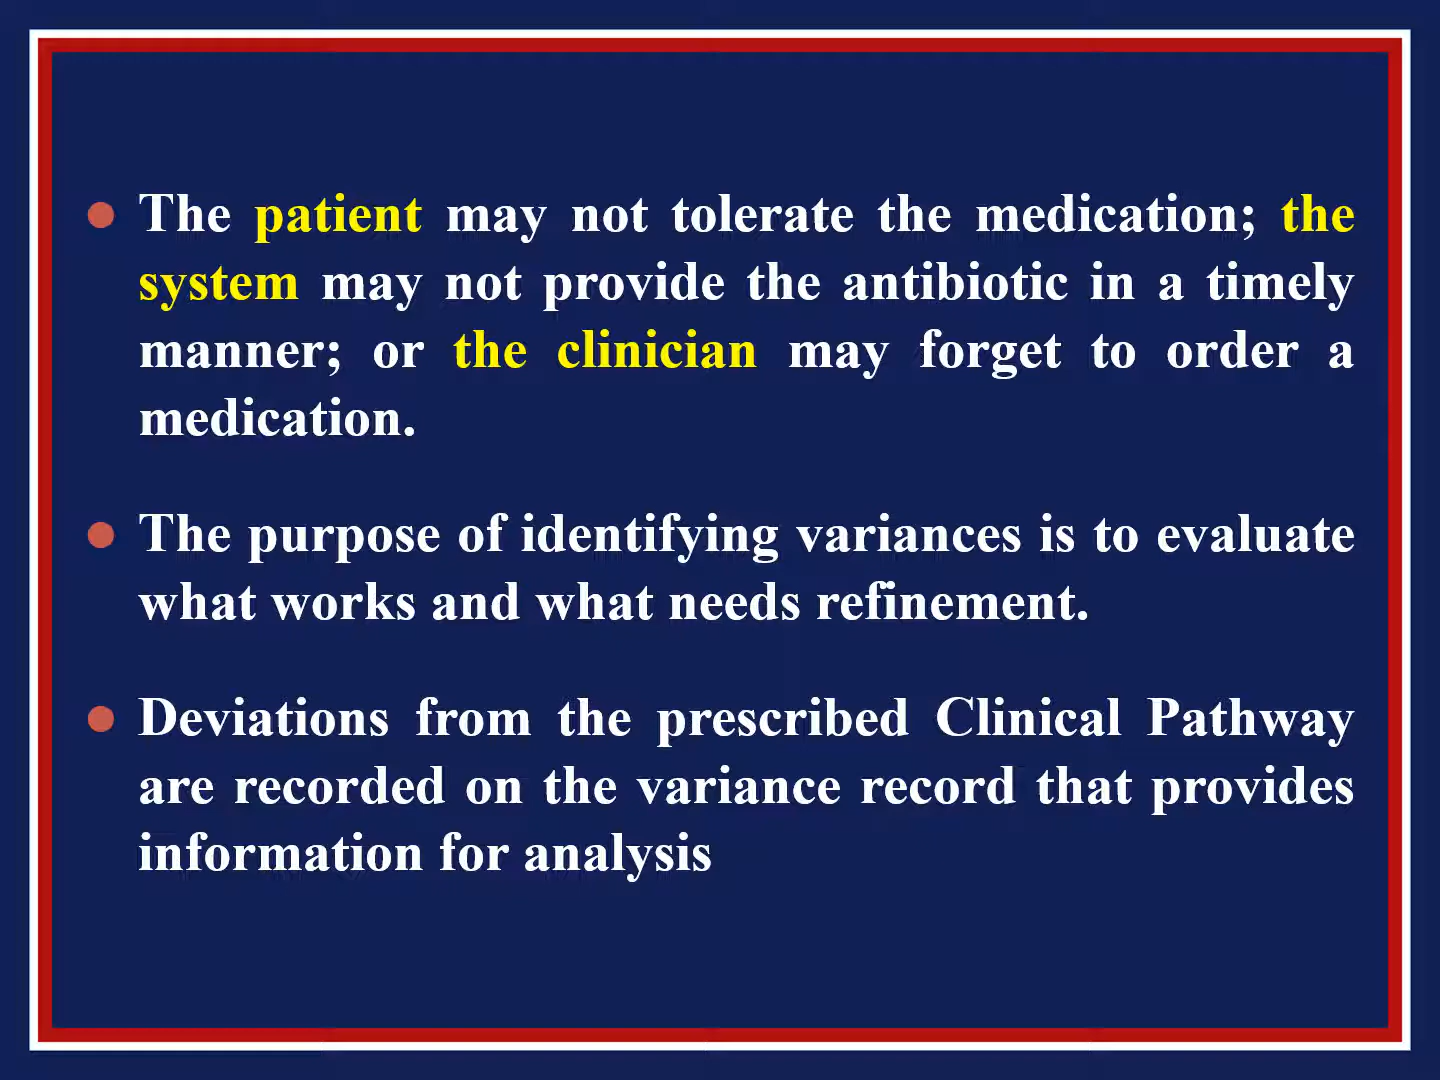 The patient may not tolerate the medication; the
system may not provide the antibiotic in a timely
manner; or the clinician may forget to order a
medication.
The purpose of identifying variances is to evaluate
what works and what needs refinement.
Deviations from the prescribed Clinical Pathway
are recorded on the variance record that provides
information for analysis